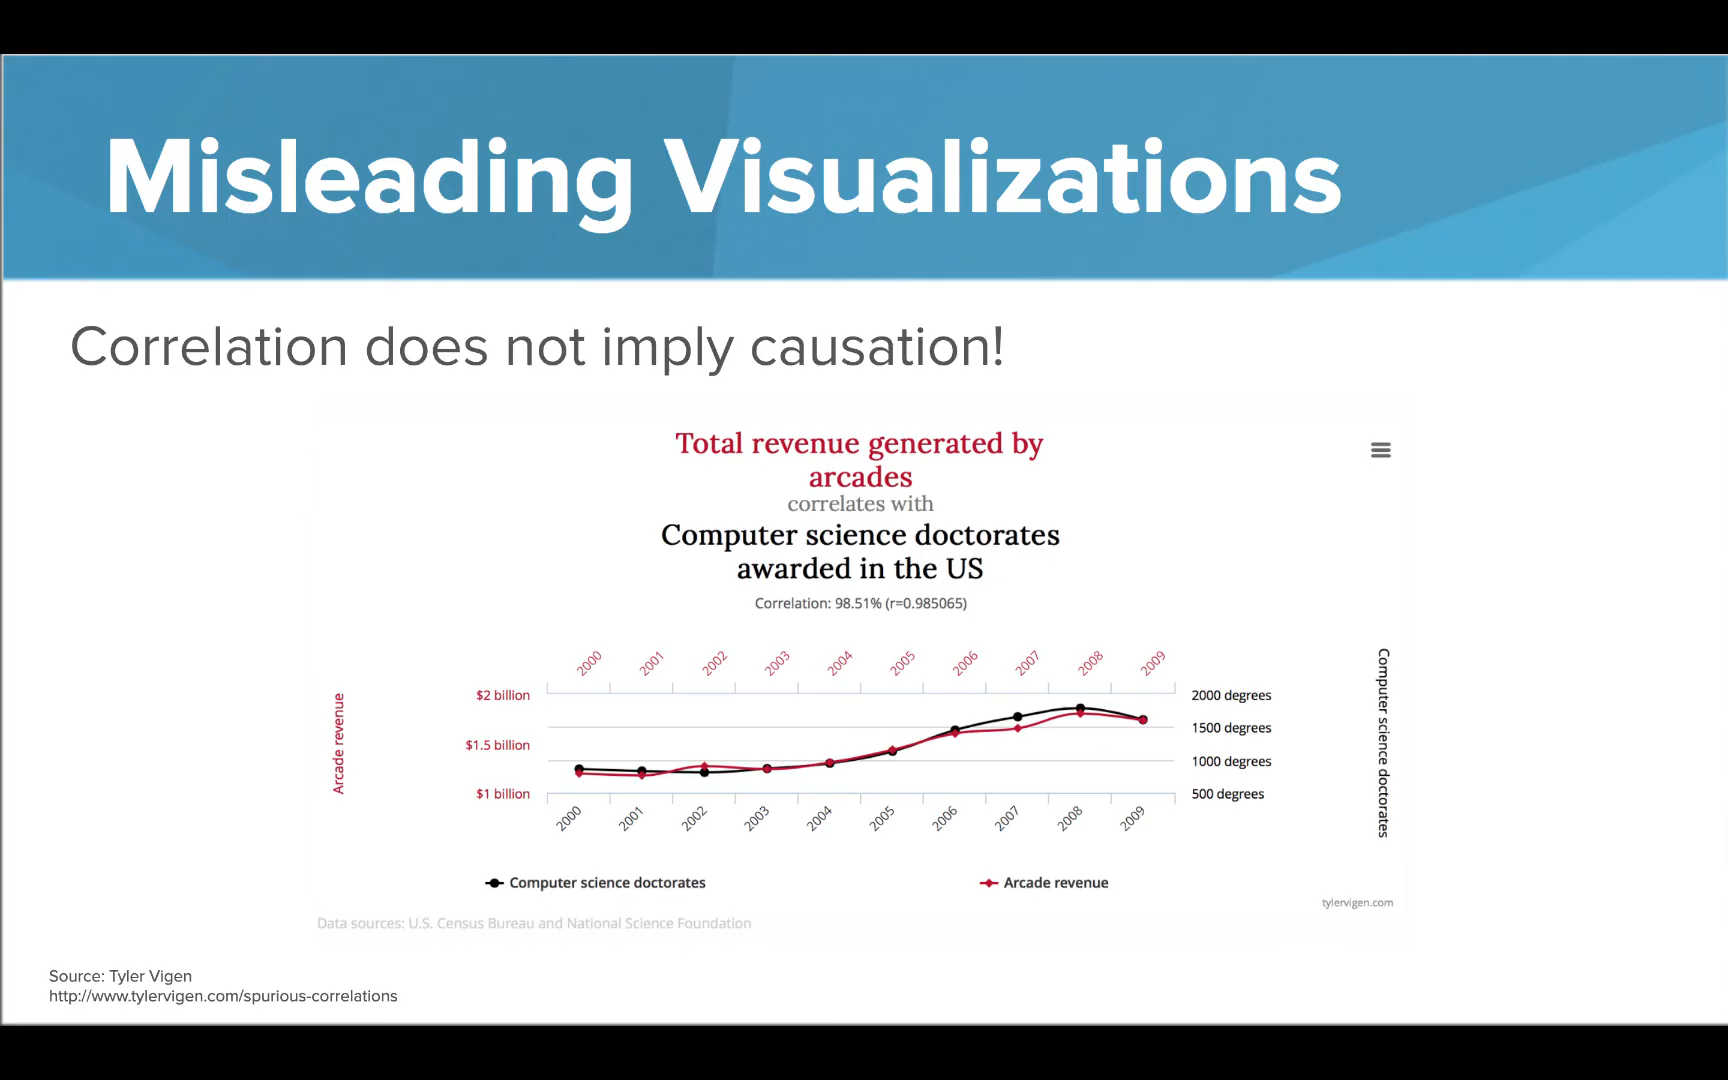 Misleading Visualizations
Correlation does not imply causation!
Total revenue generated by
arcades
correlates with
Computer science doctorates
awarded in the US
Correlation: 98.51% (r=0.985065)
2000 2001 2002 2003 2004 2005 2006 2007 2008 2009
Arcade revenue
$2 billion
$1.5 billion
$1 billion
2000 degrees
1500 degrees
1000 degrees
500 degrees
Computer science doctorates
2000 2001 2002 2003 2004 2005 2006 2007 2008 2009
Computer science doctorates
Arcade revenue
tylervigen.com
Data sources: U.S. Census Bureau and National Science Foundation
Source: Tyler Vigen
http://www.tylervigen.com/spurious-correlations